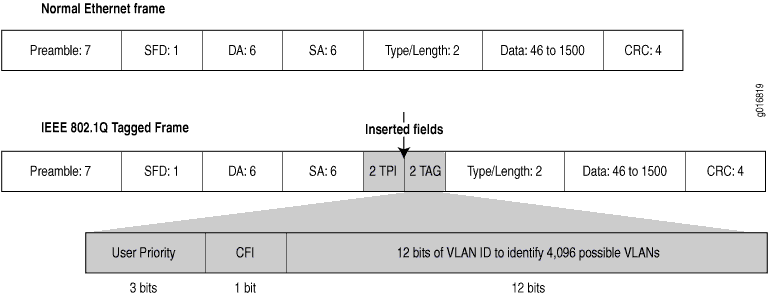 Normal Ethernet frame
Preamble: 7 SFD: 1 DA: 6 SA: 6 Type/Length: 2 Data: 46 to 1500 CRC: 4
g016819
IEEE 802.1Q Tagged Frame Inserted fields
Preamble: 7 SFD: 1 DA: 6 SA: 6 2 TPI 2 TAG Type/Length: 2 Data: 46 to 1500 CRC: 4
User Priority CFI 12 bits of VLAN ID to identify 4,096 possible VLANs
3 bits 1 bit 12 bits